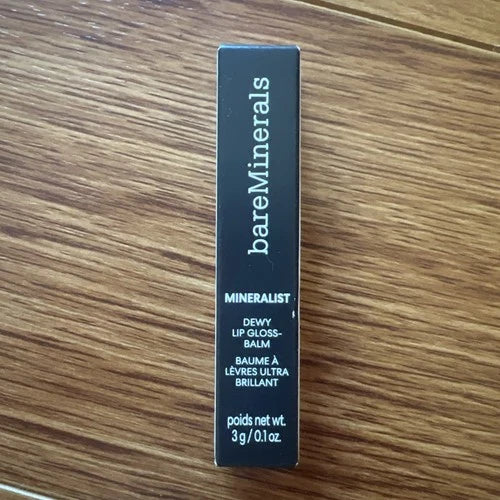 bareMinerals
MINERALIST
DEWY
LIP GLOSS-
BALM
BAUME À
LÈVRES ULTRA
BRILLANT
poids net wt.
3 g / 0.1 oz.